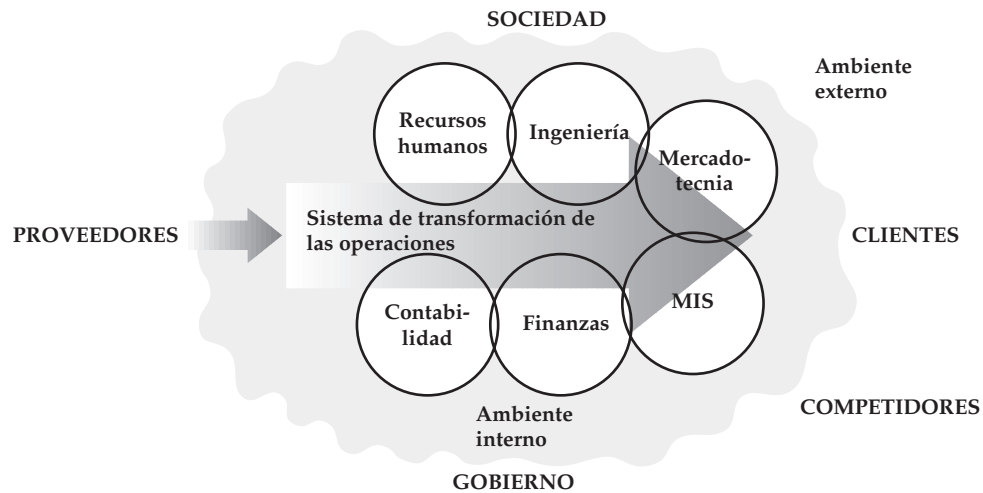 SOCIEDAD
Ambiente
externo
Recursos
humanos
Ingeniería
Mercado-
tecnia
Sistema de transformación de
las operaciones
PROVEEDORES
CLIENTES
Contabi-
lidad
Finanzas
MIS
COMPETIDORES
Ambiente
interno
GOBIERNO